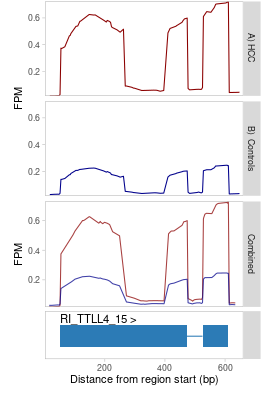 0.6
0.4
0.2
FPM
A) HCC
0.6
0.4
0.2
B) Controls
0.6
0.4
0.2
FPM
Combined
RI_TTLL4_15 >
200
400
600
Distance from region start (bp)